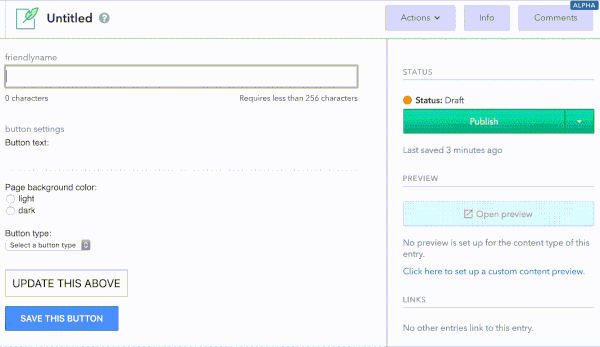 Untitled ?
Actions
Info
Comments
ALPHA
friendlyname
0 characters
Requires less than 256 characters
button settings
Button text:
Page background color:
light
dark
Button type:
Select a button type
UPDATE THIS ABOVE
SAVE THIS BUTTON
STATUS
Status: Draft
Publish
Last saved 3 minutes ago
PREVIEW
Open preview
No preview is set up for the content type of this
entry.
Click here to set up a custom content preview.
LINKS
No other entries link to this entry.